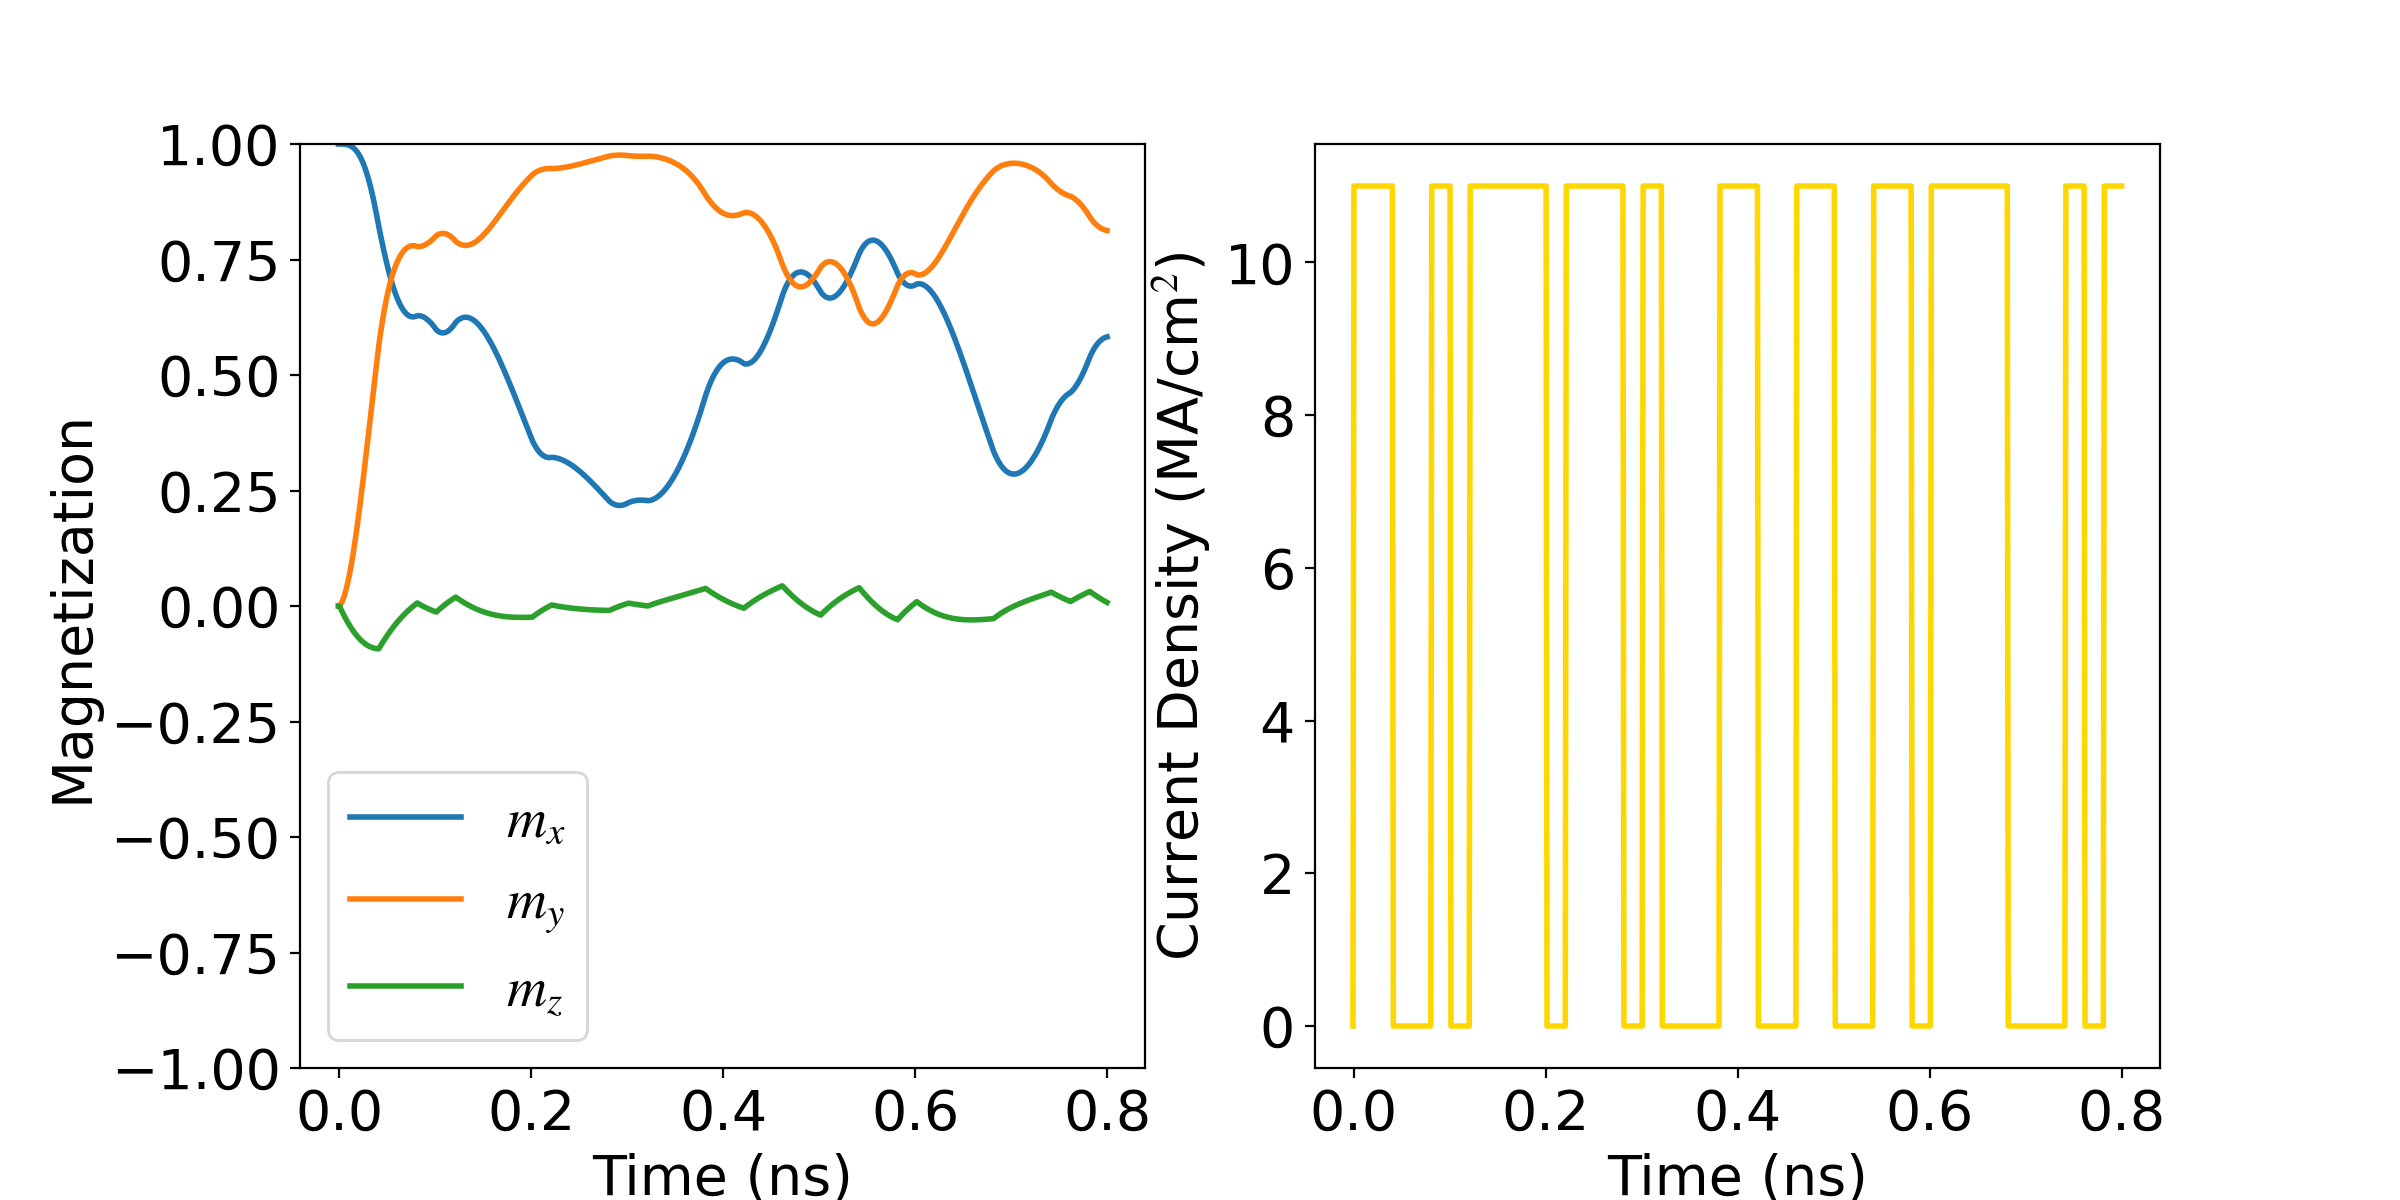 Magnetization
1.00
0.75
0.50
0.25
0.00
−0.25
−0.50
−0.75
−1.00
m_x
m_y
m_z
0.0 0.2 0.4 0.6 0.8
Time (ns)
Current Density (MA/cm²)
10
8
6
4
2
0
0.0 0.2 0.4 0.6 0.8
Time (ns)